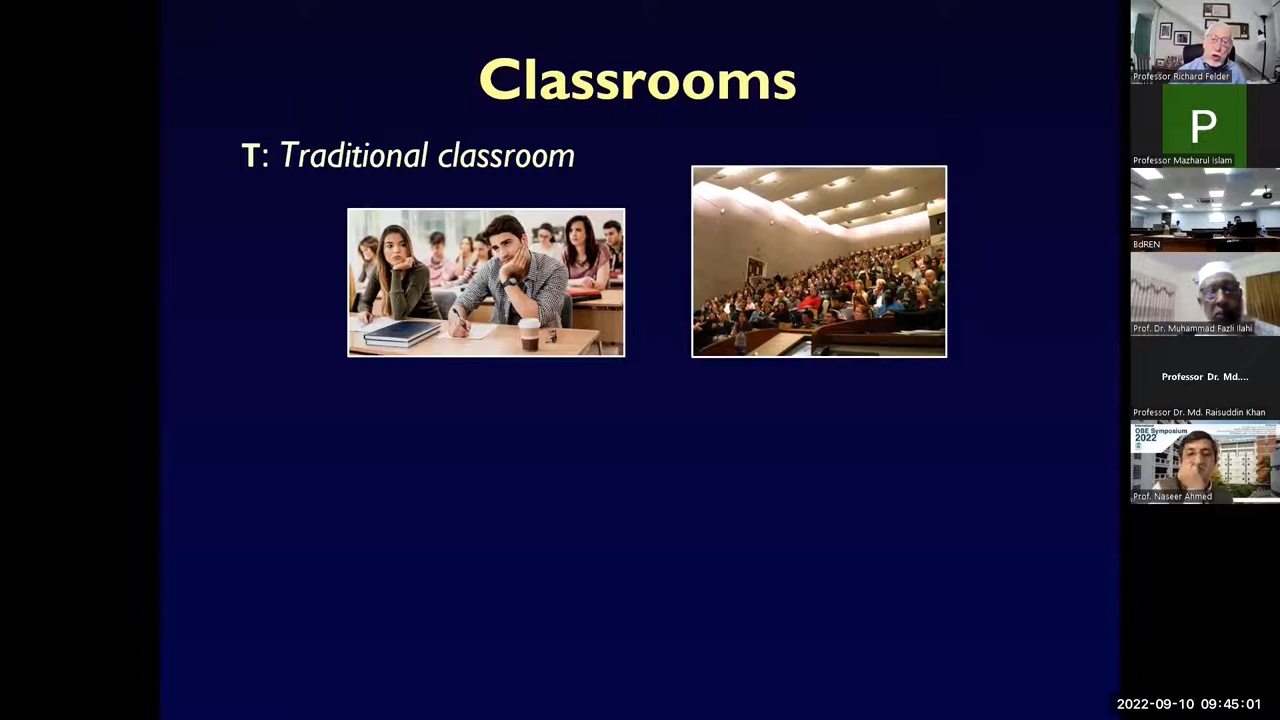 Classrooms
T: Traditional classroom
Professor Richard Felder
P
Professor Mazharul Islam
BdREN
Prof. Dr. Muhammad Fazli Ilahi
Professor Dr. Md....
Professor Dr. Md. Raisuddin Khan
International
OBE Symposium
2022
Prof. Naseer Ahmed
2022-09-10 09:45:01